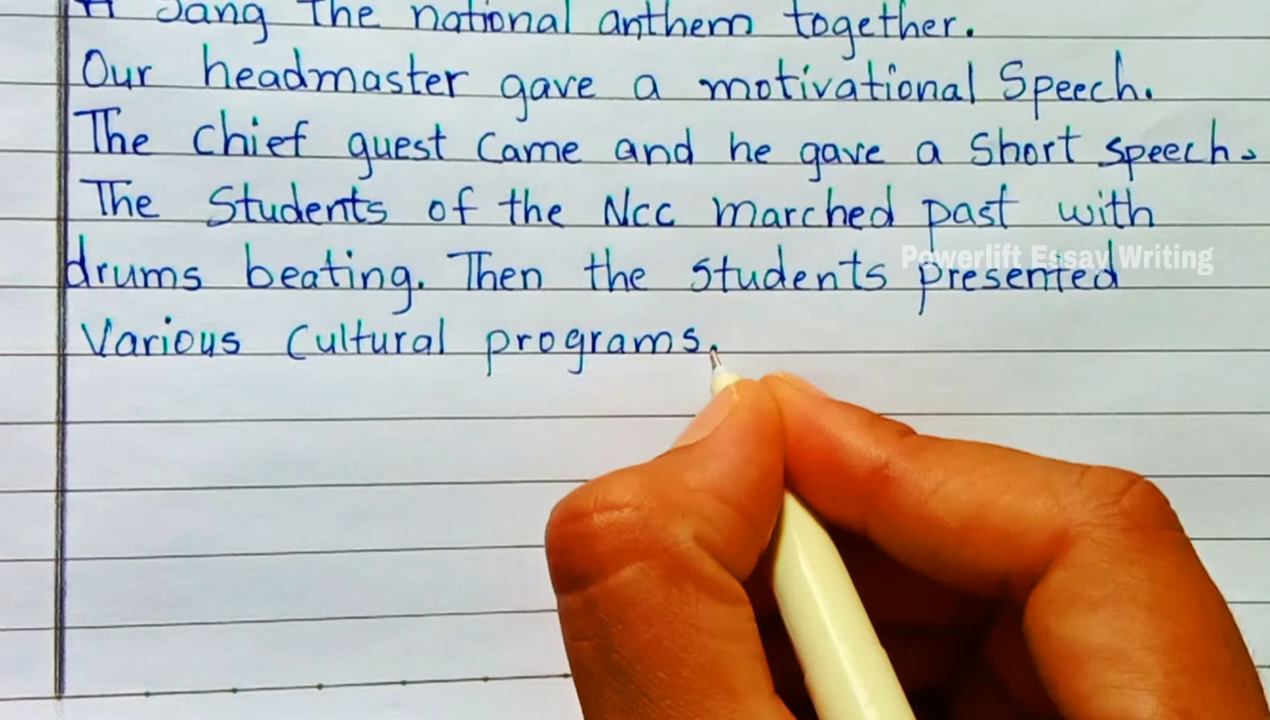 Sang The national anthem together.
Our headmaster gave a motivational Speech.
The chief guest came and he gave a short speech.
The Students of the Ncc marched past with
drums beating. Then the students presented
Various Cultural programs.
Powerlift Essay Writing